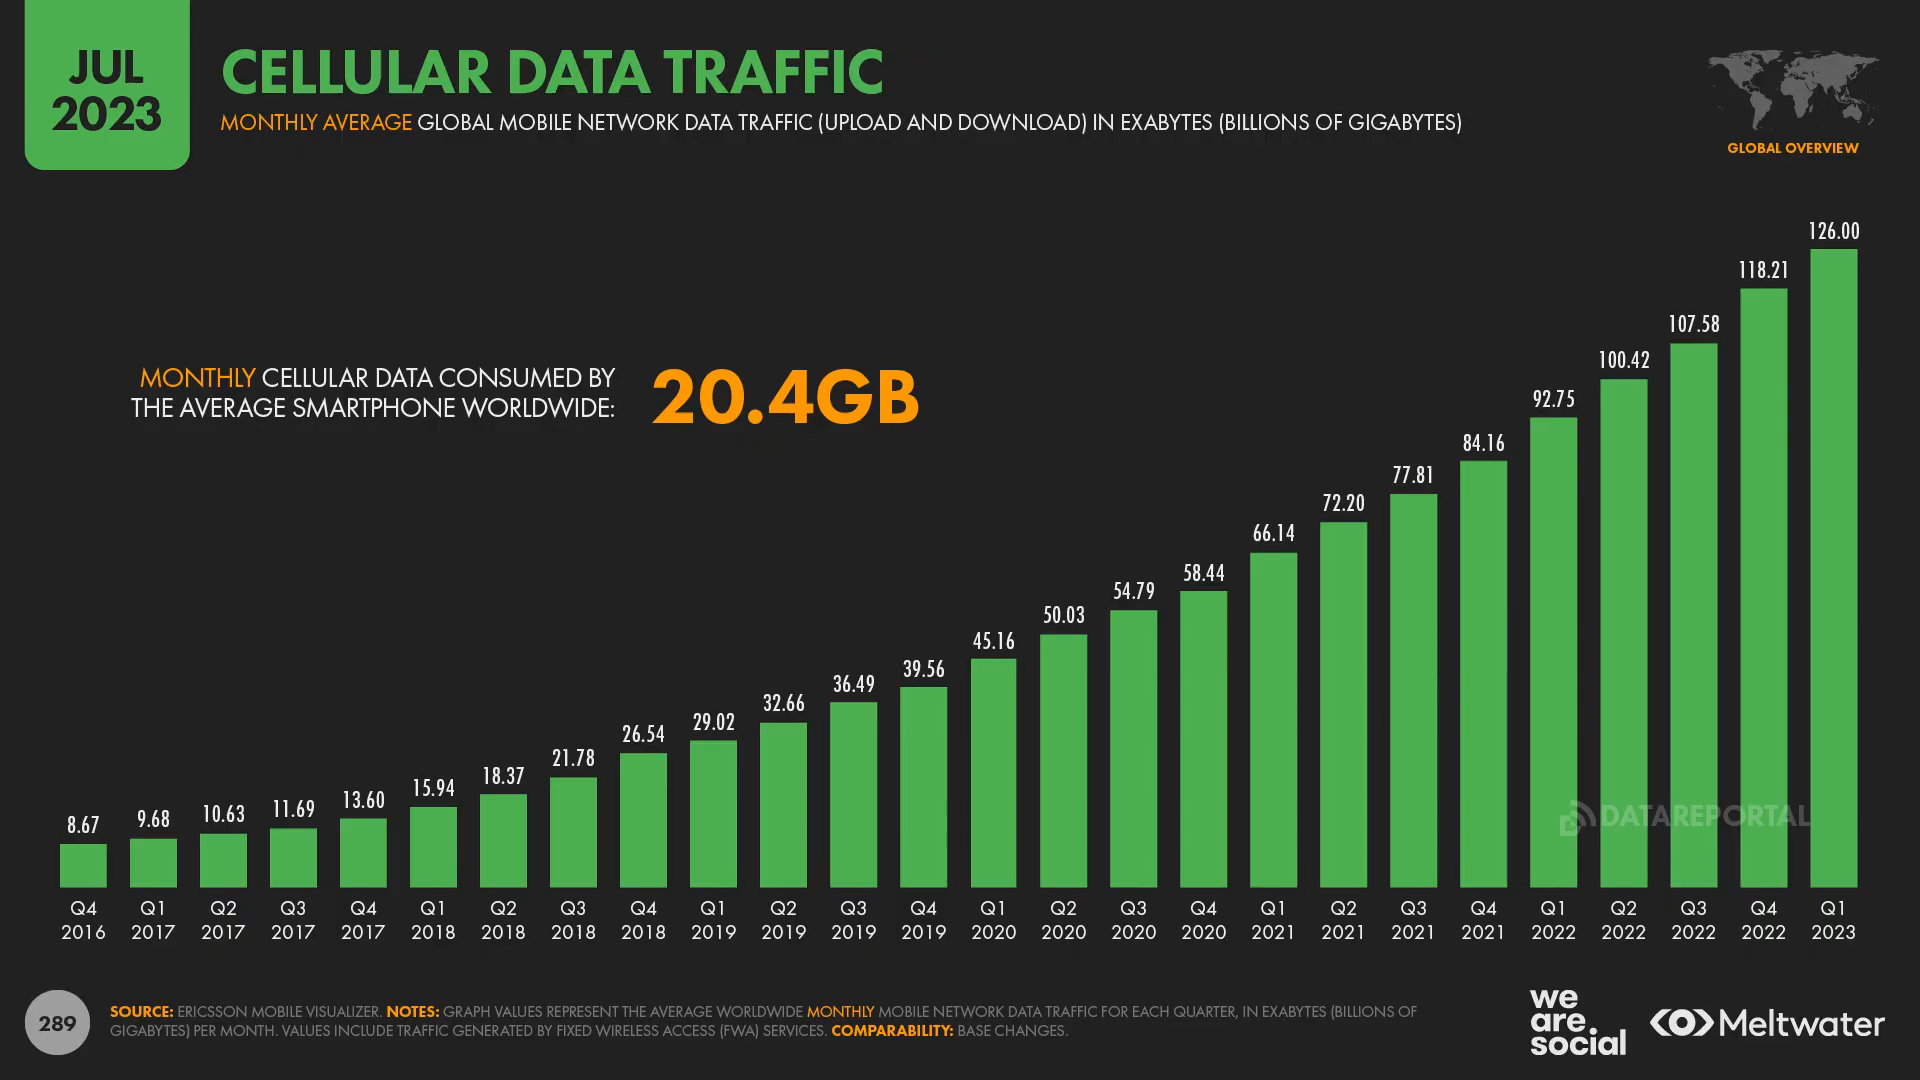 JUL
2023
CELLULAR DATA TRAFFIC
MONTHLY AVERAGE GLOBAL MOBILE NETWORK DATA TRAFFIC (UPLOAD AND DOWNLOAD) IN EXABYTES (BILLIONS OF GIGABYTES)
GLOBAL OVERVIEW
MONTHLY CELLULAR DATA CONSUMED BY
THE AVERAGE SMARTPHONE WORLDWIDE:
20.4GB
8.67
9.68
10.63
11.69
13.60
15.94
18.37
21.78
26.54
29.02
32.66
36.49
39.56
45.16
50.03
54.79
58.44
66.14
72.20
77.81
84.16
92.75
100.42
107.58
118.21
126.00
DATAREPORTAL
Q4 Q1 Q2 Q3 Q4 Q1 Q2 Q3 Q4 Q1 Q2 Q3 Q4 Q1 Q2 Q3 Q4 Q1 Q2 Q3 Q4 Q1 Q2 Q3 Q4 Q1
2016 2017 2017 2017 2017 2018 2018 2018 2018 2019 2019 2019 2019 2020 2020 2020 2020 2021 2021 2021 2021 2022 2022 2022 2022 2023
289
SOURCE: ERICSSON MOBILE VISUALIZER. NOTES: GRAPH VALUES REPRESENT THE AVERAGE WORLDWIDE MONTHLY MOBILE NETWORK DATA TRAFFIC FOR EACH QUARTER, IN EXABYTES (BILLIONS OF
GIGABYTES) PER MONTH. VALUES INCLUDE TRAFFIC GENERATED BY FIXED WIRELESS ACCESS (FWA) SERVICES. COMPARABILITY: BASE CHANGES.
we
are
social
Meltwater